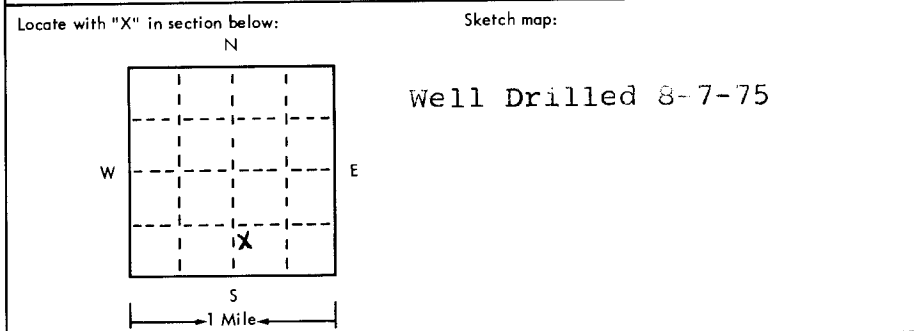 Locate with "X" in section below:
Sketch map:
N
Well Drilled 8-7-75
W
E
X
S
1 Mile